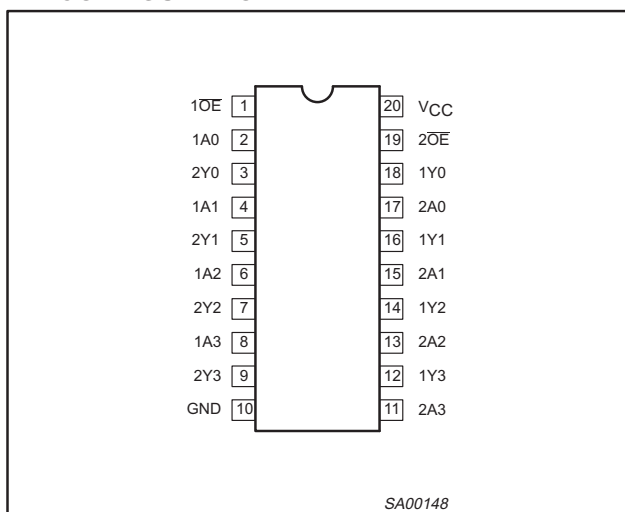 1O̅E̅ 1 20 VCC
1A0 2 19 2O̅E̅
2Y0 3 18 1Y0
1A1 4 17 2A0
2Y1 5 16 1Y1
1A2 6 15 2A1
2Y2 7 14 1Y2
1A3 8 13 2A2
2Y3 9 12 1Y3
GND 10 11 2A3
SA00148